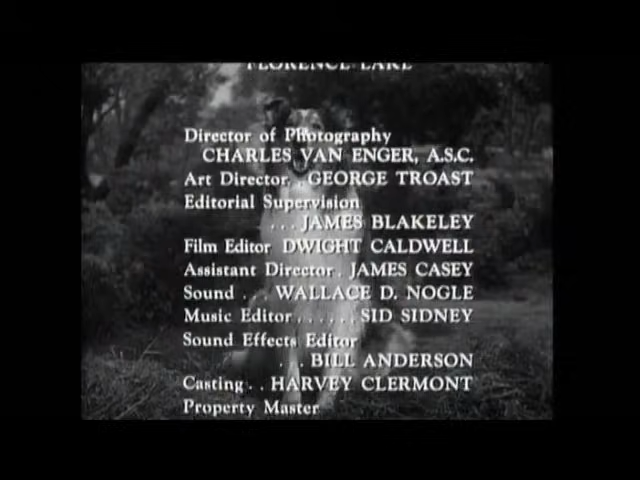 FLORENCE LAKE
Director of Photography
CHARLES VAN ENGER, A.S.C.
Art Director . GEORGE TROAST
Editorial Supervision
. . . JAMES BLAKELEY
Film Editor DWIGHT CALDWELL
Assistant Director . JAMES CASEY
Sound . . . WALLACE D. NOGLE
Music Editor . . . . . . SID SIDNEY
Sound Effects Editor
. . . BILL ANDERSON
Casting . . HARVEY CLERMONT
Property Master